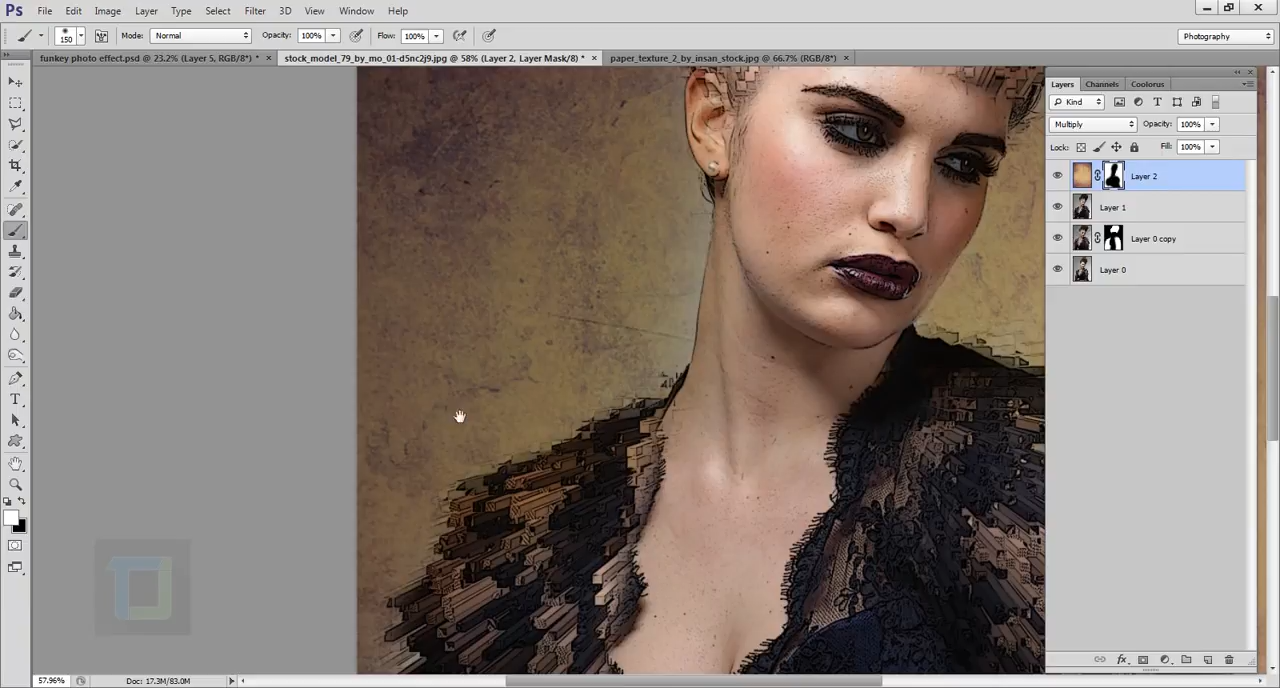 Ps File Edit Image Layer Type Select Filter 3D View Window Help
150 Mode: Normal Opacity: 100% Flow: 100% Photography
funkey photo effect.psd @ 23.2% (Layer 5, RGB/8*) * × stock_model_79_by_mo_01-d5nc2j9.jpg @ 58% (Layer 2, Layer Mask/8) * × paper_texture_2_by_insan_stock.jpg @ 66.7% (RGB/8*) ×
Layers Channels Coolorus
Kind
Multiply Opacity: 100%
Lock: Fill: 100%
Layer 2
Layer 1
Layer 0 copy
Layer 0
57.96% Doc: 17.3M/83.0M